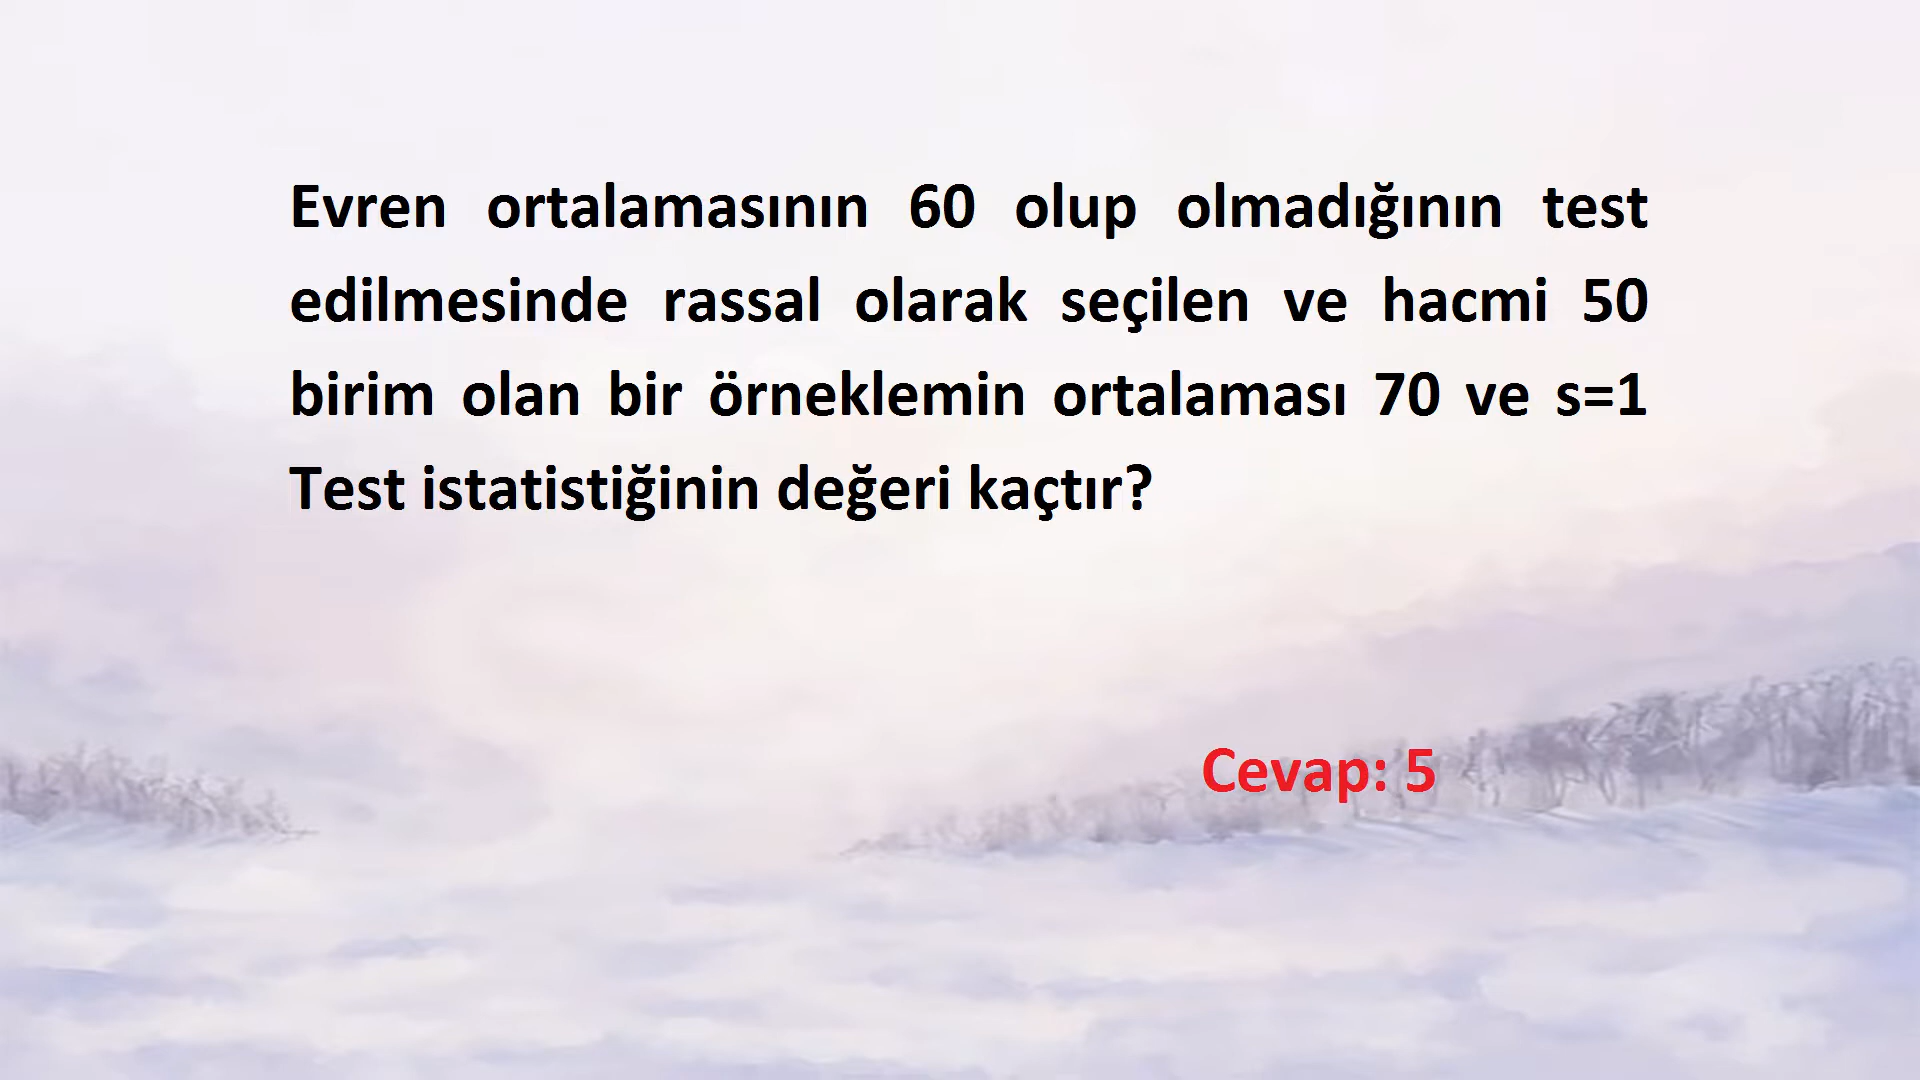 Evren ortalamasının 60 olup olmadığının test
edilmesinde rassal olarak seçilen ve hacmi 50
birim olan bir örneklemin ortalaması 70 ve s=1
Test istatistiğinin değeri kaçtır?
Cevap: 5